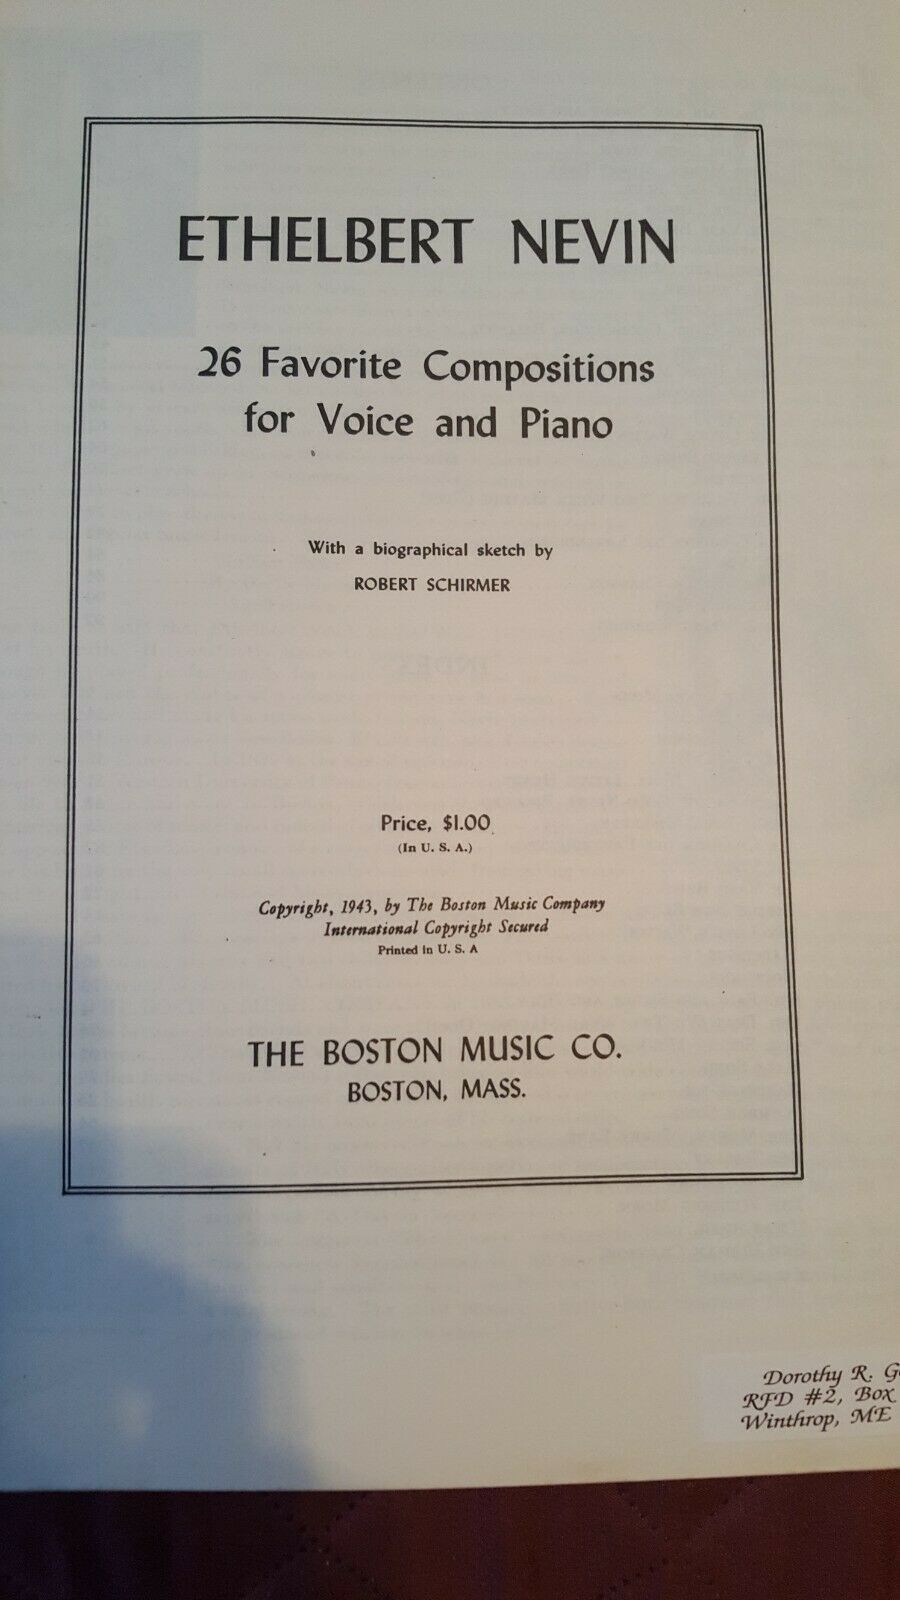 ETHELBERT NEVIN
26 Favorite Compositions
for Voice and Piano
With a biographical sketch by
ROBERT SCHIRMER
Price, $1.00
(In U. S. A.)
Copyright, 1943, by The Boston Music Company
International Copyright Secured
Printed in U. S. A
THE BOSTON MUSIC CO.
BOSTON, MASS.
Dorothy R.
RFD #2, Box
Winthrop, ME